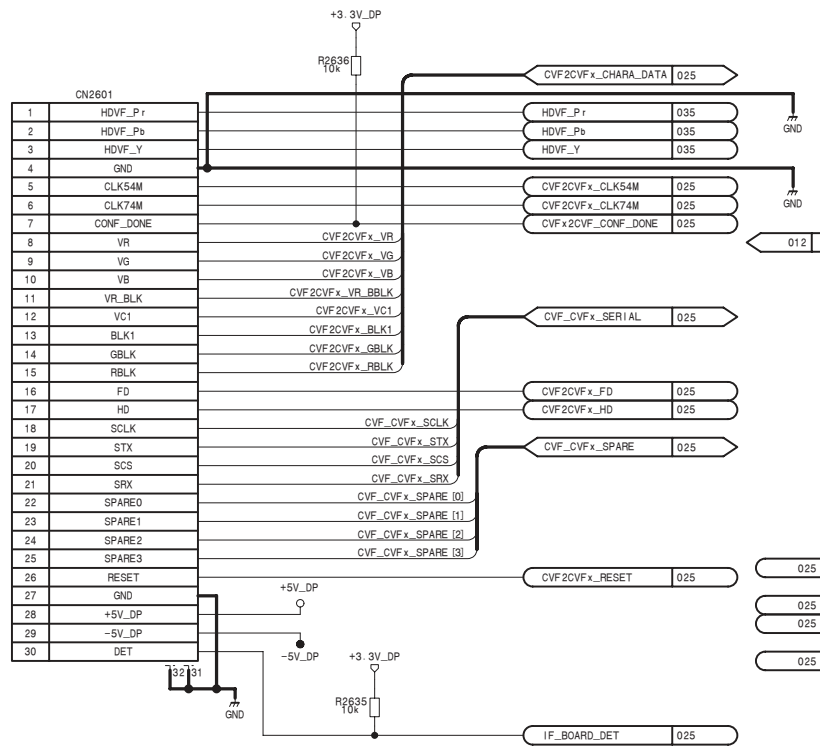 +3.3V_DP
R2636
10k
CVF2CVFx_CHARA_DATA 025
CN2601
1 HDVF_Pr HDVF_Pr 035
GND
2 HDVF_Pb HDVF_Pb 035
3 HDVF_Y HDVF_Y 035
4 GND
5 CLK54M CVF2CVFx_CLK54M 025
GND
6 CLK74M CVF2CVFx_CLK74M 025
7 CONF_DONE CVFx2CVF_CONF_DONE 025
8 VR CVF2CVFx_VR 012
9 VG CVF2CVFx_VG
10 VB CVF2CVFx_VB
11 VR_BLK CVF2CVFx_VR_BBLK
12 VC1 CVF2CVFx_VC1 CVF_CVFx_SERIAL 025
13 BLK1 CVF2CVFx_BLK1
14 GBLK CVF2CVFx_GBLK
15 RBLK CVF2CVFx_RBLK
16 FD CVF2CVFx_FD 025
17 HD CVF2CVFx_HD 025
18 SCLK CVF_CVFx_SCLK
19 STX CVF_CVFx_STX CVF_CVFx_SPARE 025
20 SCS CVF_CVFx_SCS
21 SRX CVF_CVFx_SRX
22 SPARE0 CVF_CVFx_SPARE [0]
23 SPARE1 CVF_CVFx_SPARE [1]
24 SPARE2 CVF_CVFx_SPARE [2]
25 SPARE3 CVF_CVFx_SPARE [3]
025
26 RESET CVF2CVFx_RESET 025
27 GND +5V_DP
025
28 +5V_DP
025
29 -5V_DP
30 DET -5V_DP +3.3V_DP
025
32 31
R2635
10k
GND
IF_BOARD_DET 025